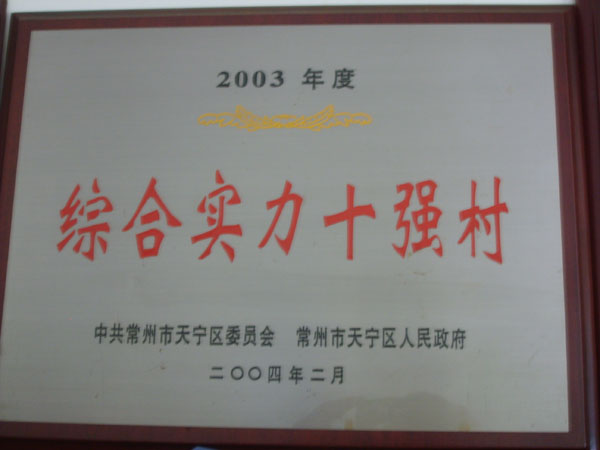 2003 年度
综合实力十强村
中共常州市天宁区委员会 常州市天宁区人民政府
二〇〇四年二月